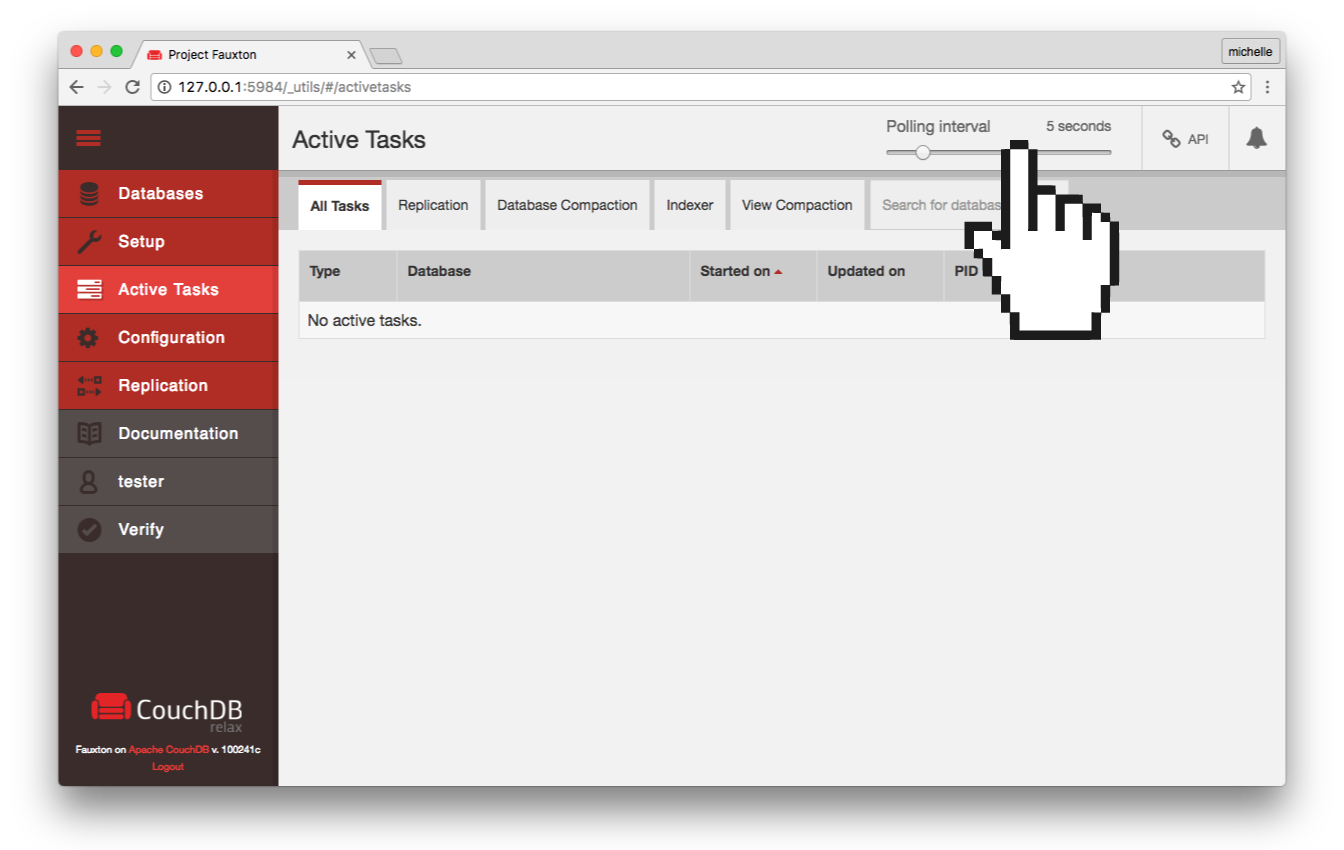 Project Fauxton
michelle
127.0.0.1:5984/_utils/#/activetasks
Active Tasks
Polling interval 5 seconds
API
Databases
Setup
Active Tasks
Configuration
Replication
Documentation
tester
Verify
All Tasks Replication Database Compaction Indexer View Compaction Search for databas
Type Database Started on Updated on PID
No active tasks.
CouchDB
relax
Fauxton on Apache CouchDB v. 100241c
Logout